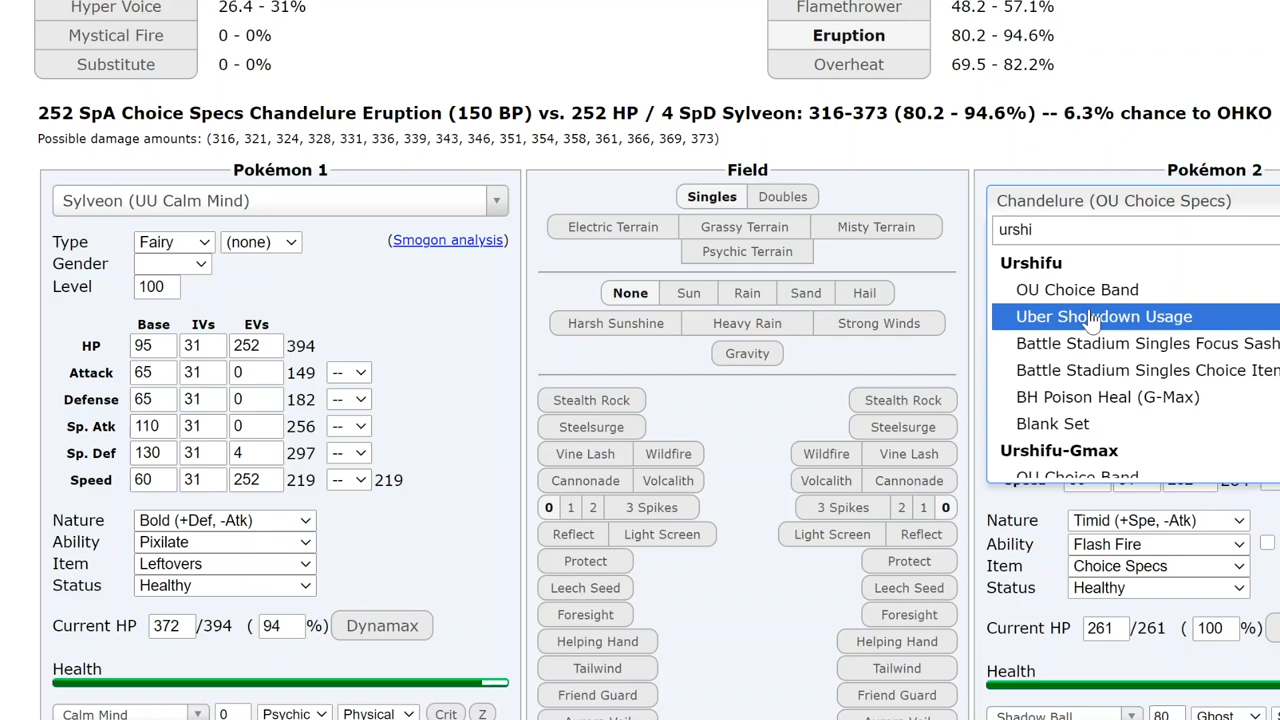 Hyper Voice 26.4 - 31% Flamethrower 48.2 - 57.1%
Mystical Fire 0 - 0% Eruption 80.2 - 94.6%
Substitute 0 - 0% Overheat 69.5 - 82.2%
252 SpA Choice Specs Chandelure Eruption (150 BP) vs. 252 HP / 4 SpD Sylveon: 316-373 (80.2 - 94.6%) -- 6.3% chance to OHKO
Possible damage amounts: (316, 321, 324, 328, 331, 336, 339, 343, 346, 351, 354, 358, 361, 366, 369, 373)
Pokémon 1
Sylveon (UU Calm Mind)
Type Fairy (none) (Smogon analysis)
Gender
Level 100
Base IVs EVs
HP 95 31 252 394
Attack 65 31 0 149 --
Defense 65 31 0 182 --
Sp. Atk 110 31 0 256 --
Sp. Def 130 31 4 297 --
Speed 60 31 252 219 -- 219
Nature Bold (+Def, -Atk)
Ability Pixilate
Item Leftovers
Status Healthy
Current HP 372 /394 ( 94 %) Dynamax
Health
Calm Mind 0 Psychic Physical Crit Z
Field
Singles Doubles
Electric Terrain Grassy Terrain Misty Terrain
Psychic Terrain
None Sun Rain Sand Hail
Harsh Sunshine Heavy Rain Strong Winds
Gravity
Stealth Rock Stealth Rock
Steelsurge Steelsurge
Vine Lash Wildfire Wildfire Vine Lash
Cannonade Volcalith Volcalith Cannonade
0 1 2 3 Spikes 3 Spikes 2 1 0
Reflect Light Screen Light Screen Reflect
Protect Protect
Leech Seed Leech Seed
Foresight Foresight
Helping Hand Helping Hand
Tailwind Tailwind
Friend Guard Friend Guard
Pokémon 2
Chandelure (OU Choice Specs)
urshi
Urshifu
OU Choice Band
Uber Showdown Usage
Battle Stadium Singles Focus Sash
Battle Stadium Singles Choice Iten
BH Poison Heal (G-Max)
Blank Set
Urshifu-Gmax
OU Choice Band
Nature Timid (+Spe, -Atk)
Ability Flash Fire
Item Choice Specs
Status Healthy
Current HP 261 /261 ( 100 %)
Health
Shadow Ball 80 Ghost